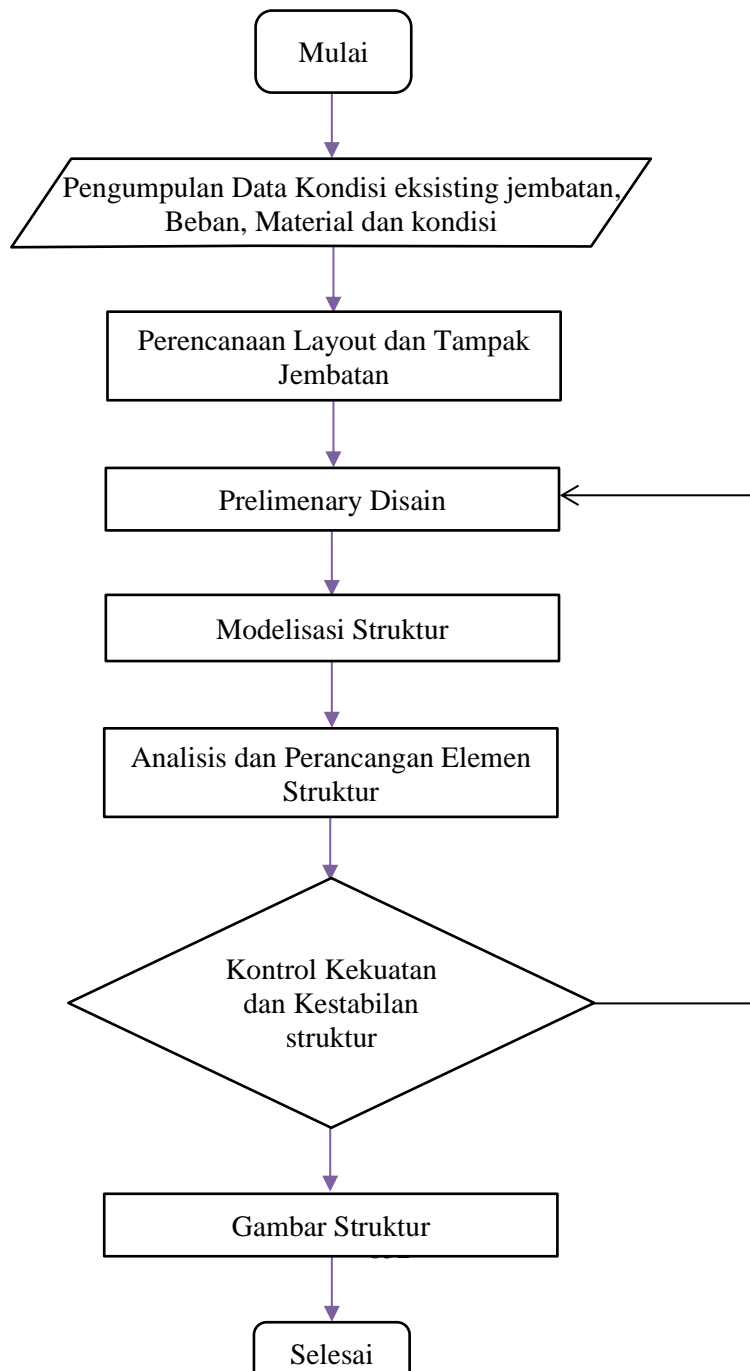 Mulai
Pengumpulan Data Kondisi eksisting jembatan,
Beban, Material dan kondisi
Perencanaan Layout dan Tampak
Jembatan
Prelimenary Disain
Modelisasi Struktur
Analisis dan Perancangan Elemen
Struktur
Kontrol Kekuatan
dan Kestabilan
struktur
Gambar Struktur
Selesai